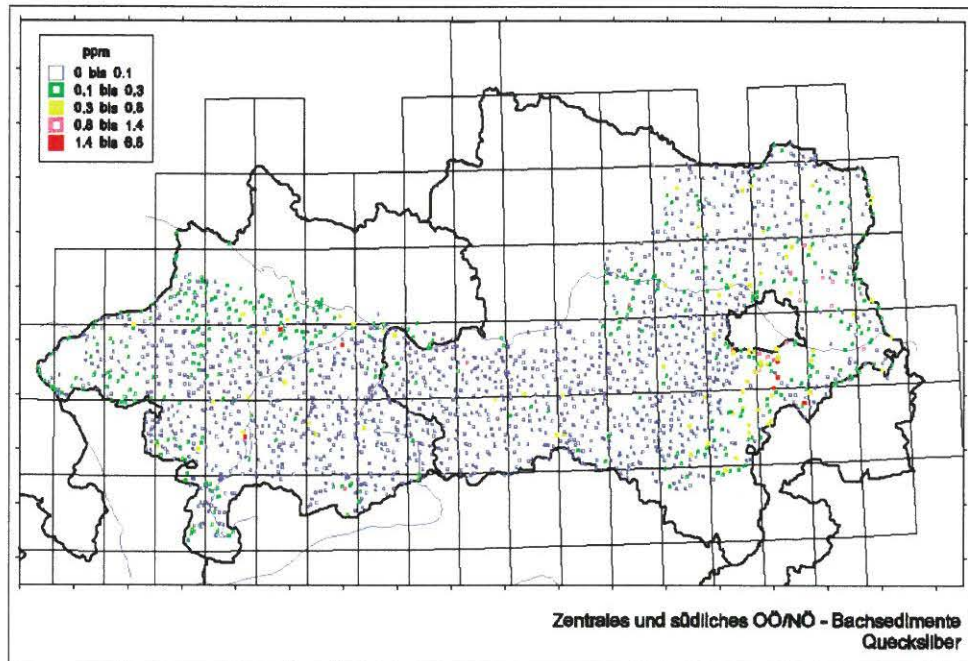 ppm
0 bis 0.1
0.1 bis 0.3
0.3 bis 0.8
0.8 bis 1.4
1.4 bis 6.5
Zentrales und südliches OÖ/NÖ - Bachsedimente
Quecksilber